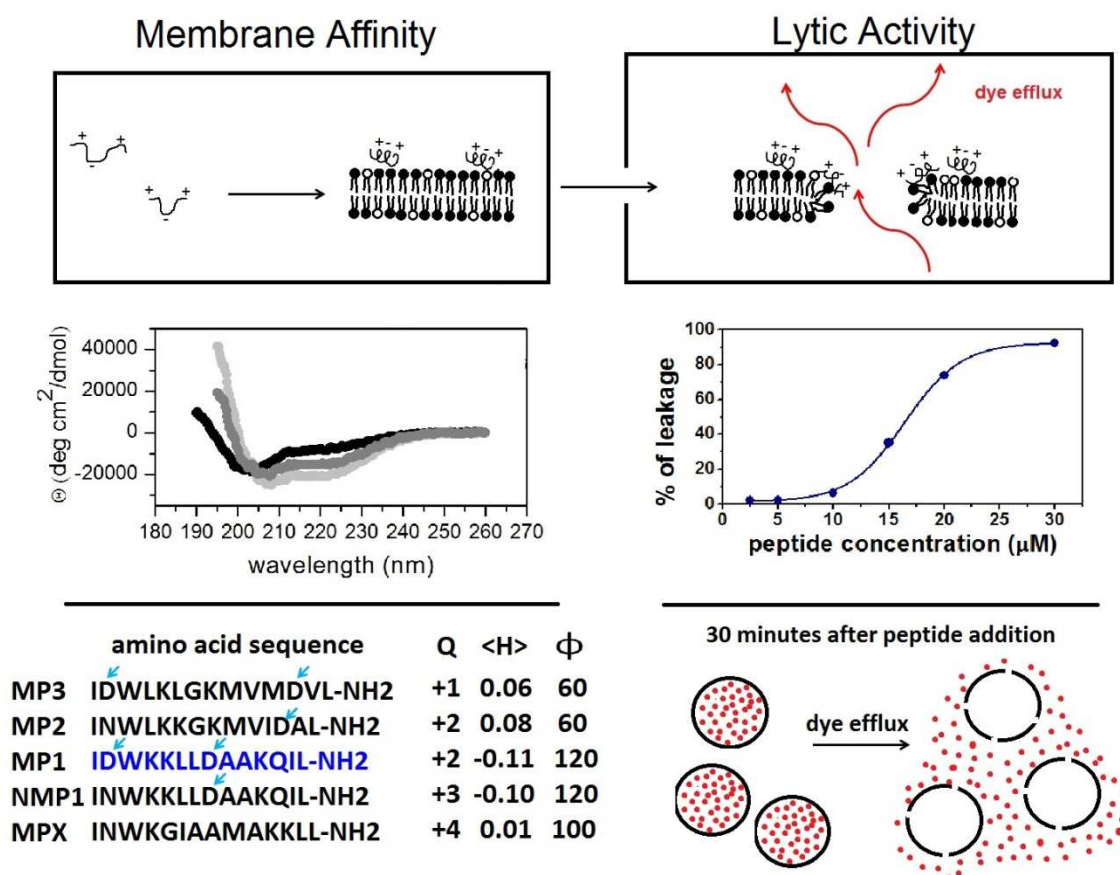 Membrane Affinity
Lytic Activity
dye efflux
+ +
-
+ +
-
+ - +
+ - +
+ - +
+ - +
Θ (deg cm²/dmol)
40000
20000
0
-20000
180 190 200 210 220 230 240 250 260 270
wavelength (nm)
% of leakage
100
80
60
40
20
0
0 5 10 15 20 25 30
peptide concentration (μM)
amino acid sequence Q <H> Φ
MP3 IDWLKLGKMVMDVL-NH2 +1 0.06 60
MP2 INWLKKGKMVIDAL-NH2 +2 0.08 60
MP1 IDWKKLLDAAKQIL-NH2 +2 -0.11 120
NMP1 INWKKLLDAAKQIL-NH2 +3 -0.10 120
MPX INWKGIAAMAKKLL-NH2 +4 0.01 100
30 minutes after peptide addition
dye efflux